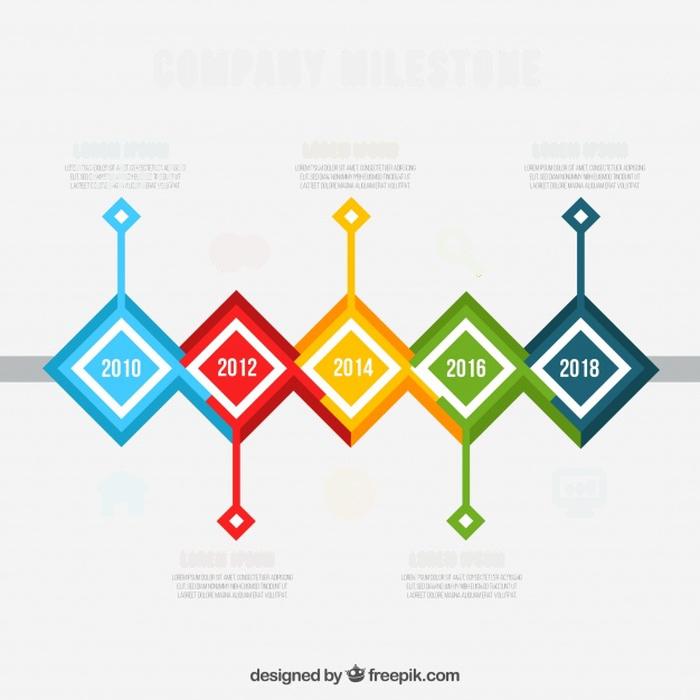 COMPANY MILESTONE
LOREM IPSUM
LOREM IPSUM
LOREM IPSUM
LOREM IPSUM DOLOR SIT AMET, CONSECTETUER ADIPISCING
ELIT, SED DIAM NONUMMY NIBH EUISMOD TINCIDUNT UT
LAOREET DOLORE MAGNA ALIQUAM ERAT VOLUTPAT.
LOREM IPSUM DOLOR SIT AMET, CONSECTETUER ADIPISCING
ELIT, SED DIAM NONUMMY NIBH EUISMOD TINCIDUNT UT
LAOREET DOLORE MAGNA ALIQUAM ERAT VOLUTPAT.
LOREM IPSUM DOLOR SIT AMET, CONSECTETUER ADIPISCING
ELIT, SED DIAM NONUMMY NIBH EUISMOD TINCIDUNT UT
LAOREET DOLORE MAGNA ALIQUAM ERAT VOLUTPAT.
2010
2012
2014
2016
2018
LOREM IPSUM
LOREM IPSUM
LOREM IPSUM DOLOR SIT AMET, CONSECTETUER ADIPISCING
ELIT, SED DIAM NONUMMY NIBH EUISMOD TINCIDUNT UT
LAOREET DOLORE MAGNA ALIQUAM ERAT VOLUTPAT.
LOREM IPSUM DOLOR SIT AMET, CONSECTETUER ADIPISCING
ELIT, SED DIAM NONUMMY NIBH EUISMOD TINCIDUNT UT
LAOREET DOLORE MAGNA ALIQUAM ERAT VOLUTPAT.
designed by freepik.com